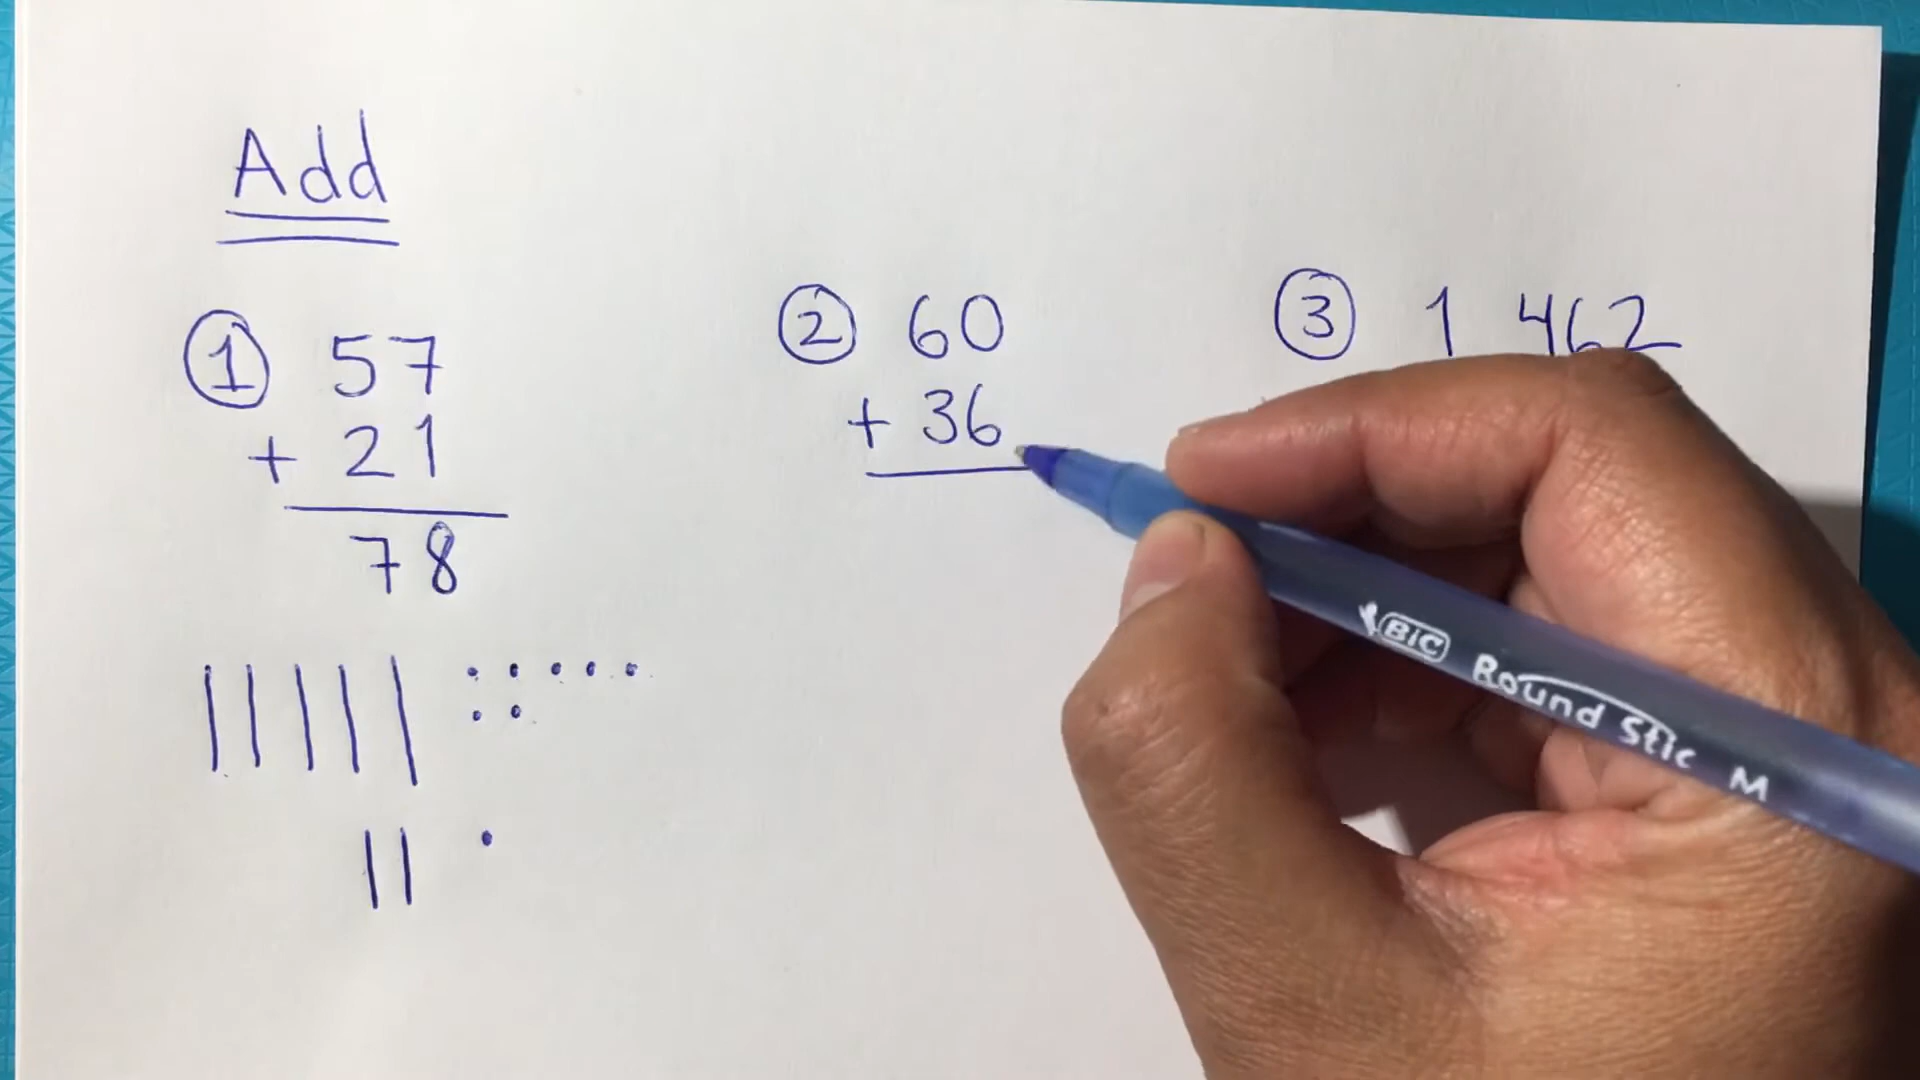 Add
① 57
+ 21
78
② 60
+ 36
③ 1 462
BIC Round Stic M